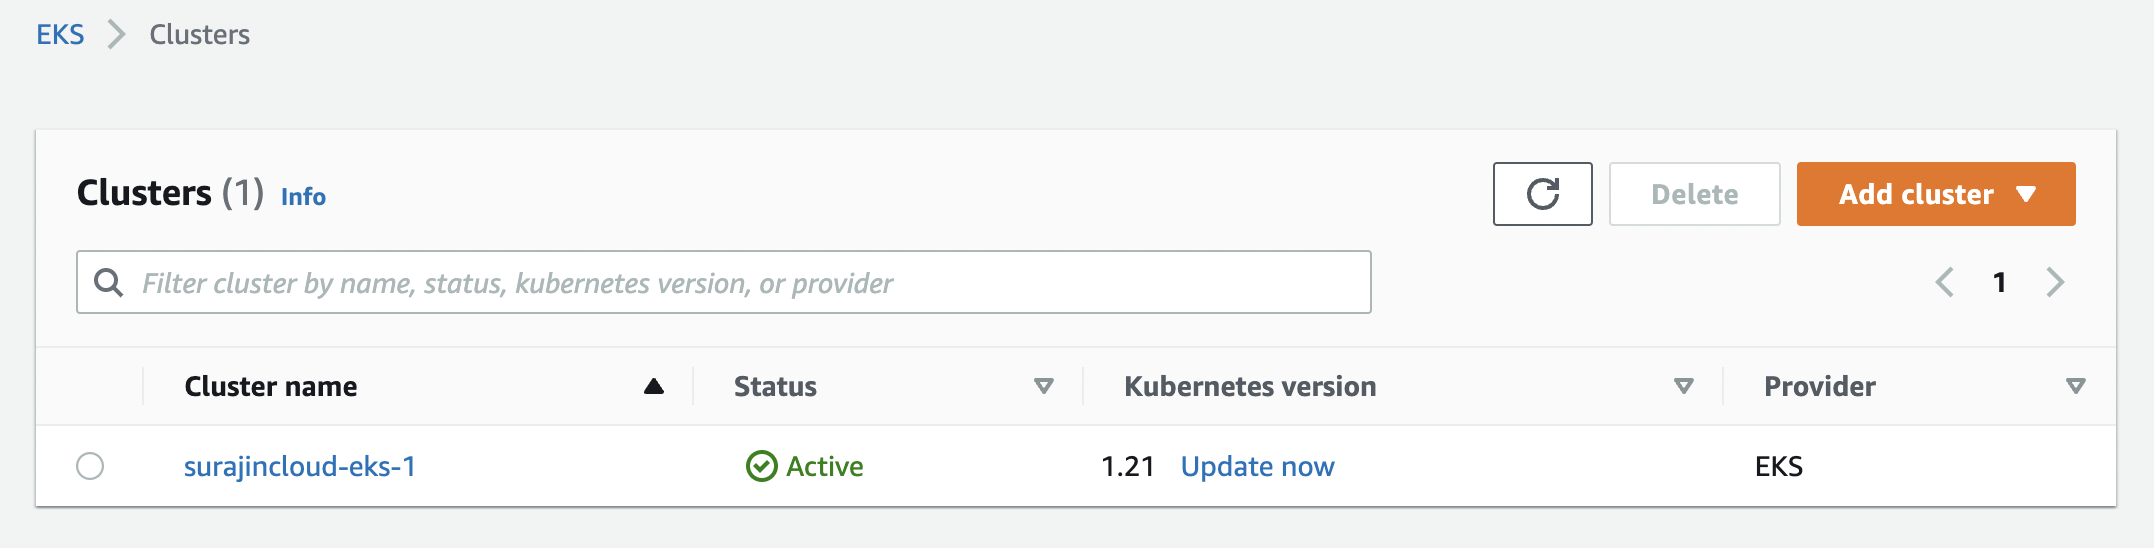 EKS Clusters
Clusters (1) Info
Delete
Add cluster
Filter cluster by name, status, kubernetes version, or provider
1
Cluster name Status Kubernetes version Provider
surajincloud-eks-1 Active 1.21 Update now EKS